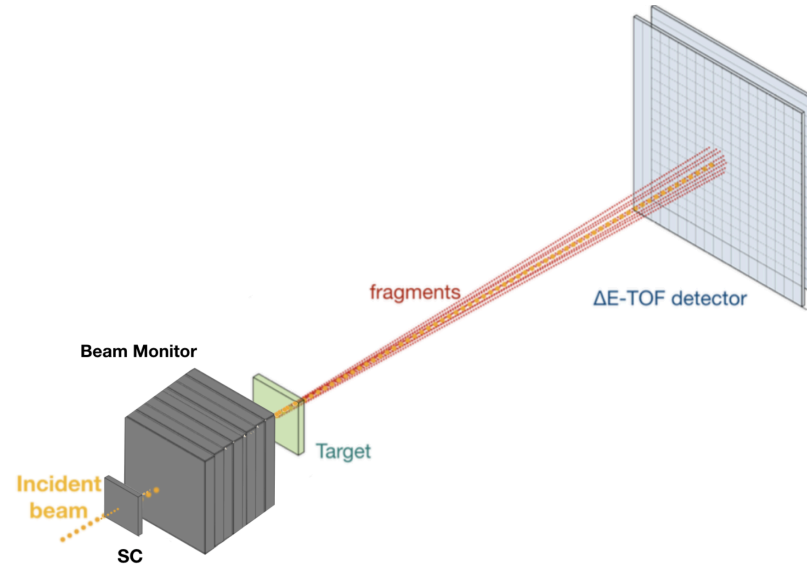 fragments
ΔE-TOF detector
Beam Monitor
Target
Incident
beam
SC